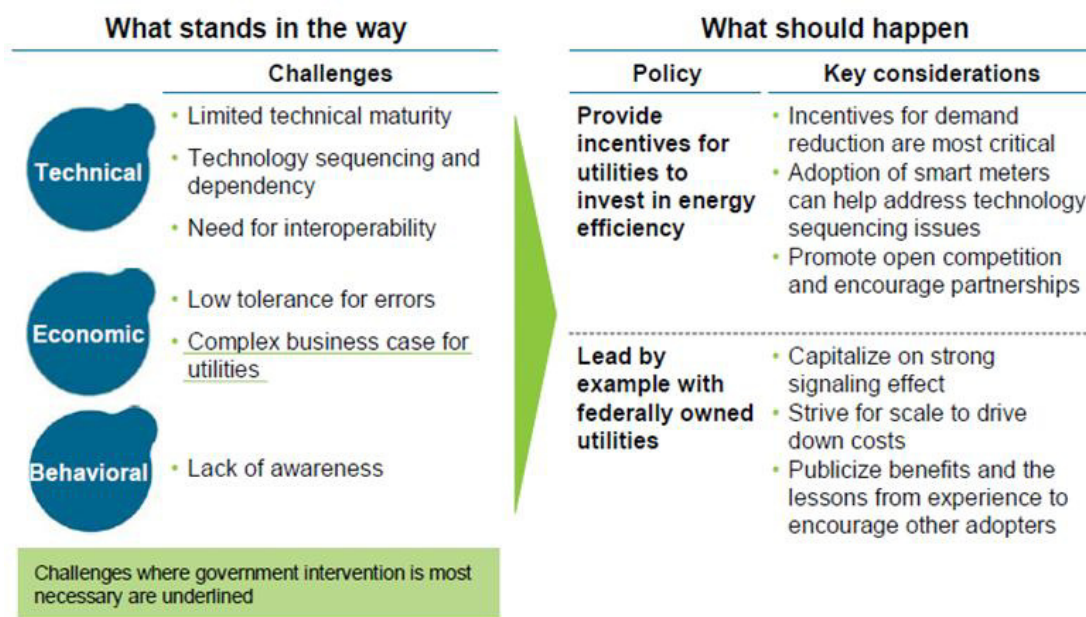 What stands in the way
Challenges
Technical
• Limited technical maturity
• Technology sequencing and
dependency
• Need for interoperability
Economic
• Low tolerance for errors
• Complex business case for
utilities
Behavioral
• Lack of awareness
Challenges where government intervention is most
necessary are underlined
What should happen
Policy
Key considerations
Provide
incentives for
utilities to
invest in energy
efficiency
• Incentives for demand
reduction are most critical
• Adoption of smart meters
can help address technology
sequencing issues
• Promote open competition
and encourage partnerships
Lead by
example with
federally owned
utilities
• Capitalize on strong
signaling effect
• Strive for scale to drive
down costs
• Publicize benefits and the
lessons from experience to
encourage other adopters